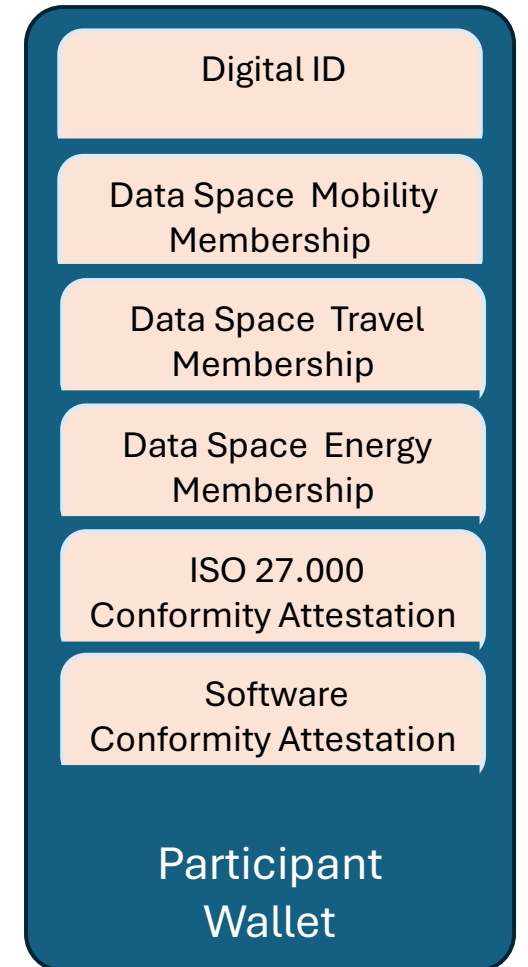 Digital ID
Data Space Mobility
Membership
Data Space Travel
Membership
Data Space Energy
Membership
ISO 27.000
Conformity Attestation
Software
Conformity Attestation
Participant
Wallet